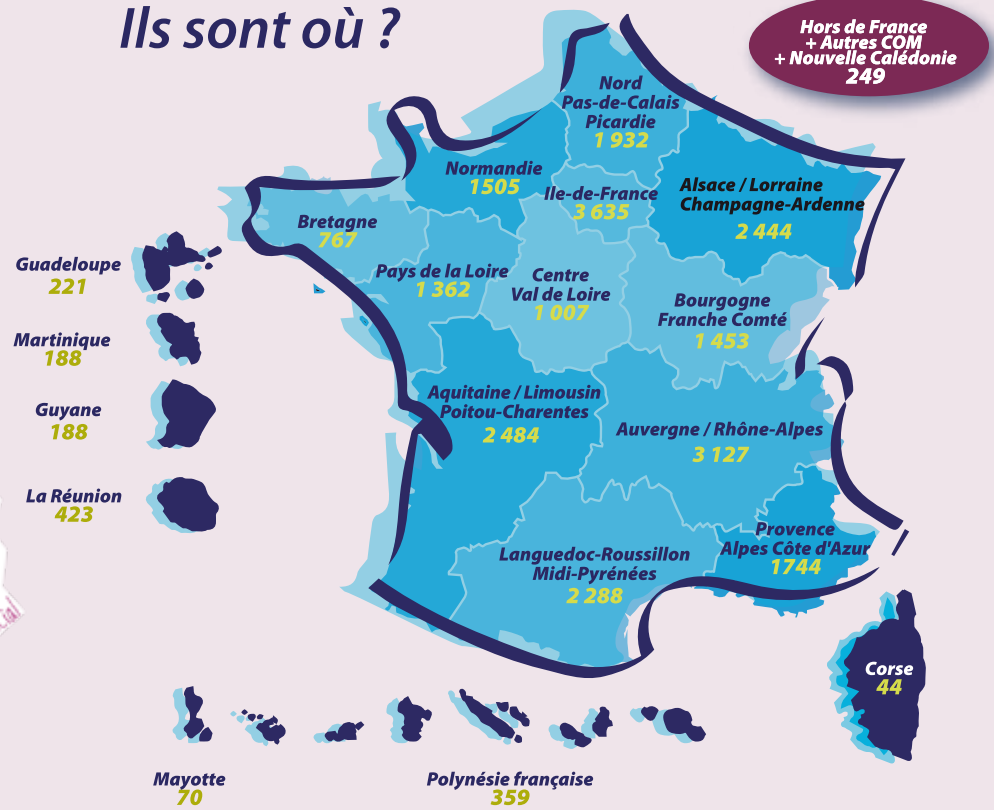 Ils sont où ?
Hors de France
+ Autres COM
+ Nouvelle Calédonie
249
Nord
Pas-de-Calais
Picardie
1 932
Normandie
1505
Ile-de-France
3 635
Alsace / Lorraine
Champagne-Ardenne
2 444
Bretagne
767
Pays de la Loire
1 362
Centre
Val de Loire
1 007
Bourgogne
Franche Comté
1 453
Guadeloupe
221
Martinique
188
Guyane
188
La Réunion
423
Aquitaine / Limousin
Poitou-Charentes
2 484
Auvergne / Rhône-Alpes
3 127
Provence
Alpes Côte d'Azur
1744
Languedoc-Roussillon
Midi-Pyrénées
2 288
Corse
44
Mayotte
70
Polynésie française
359